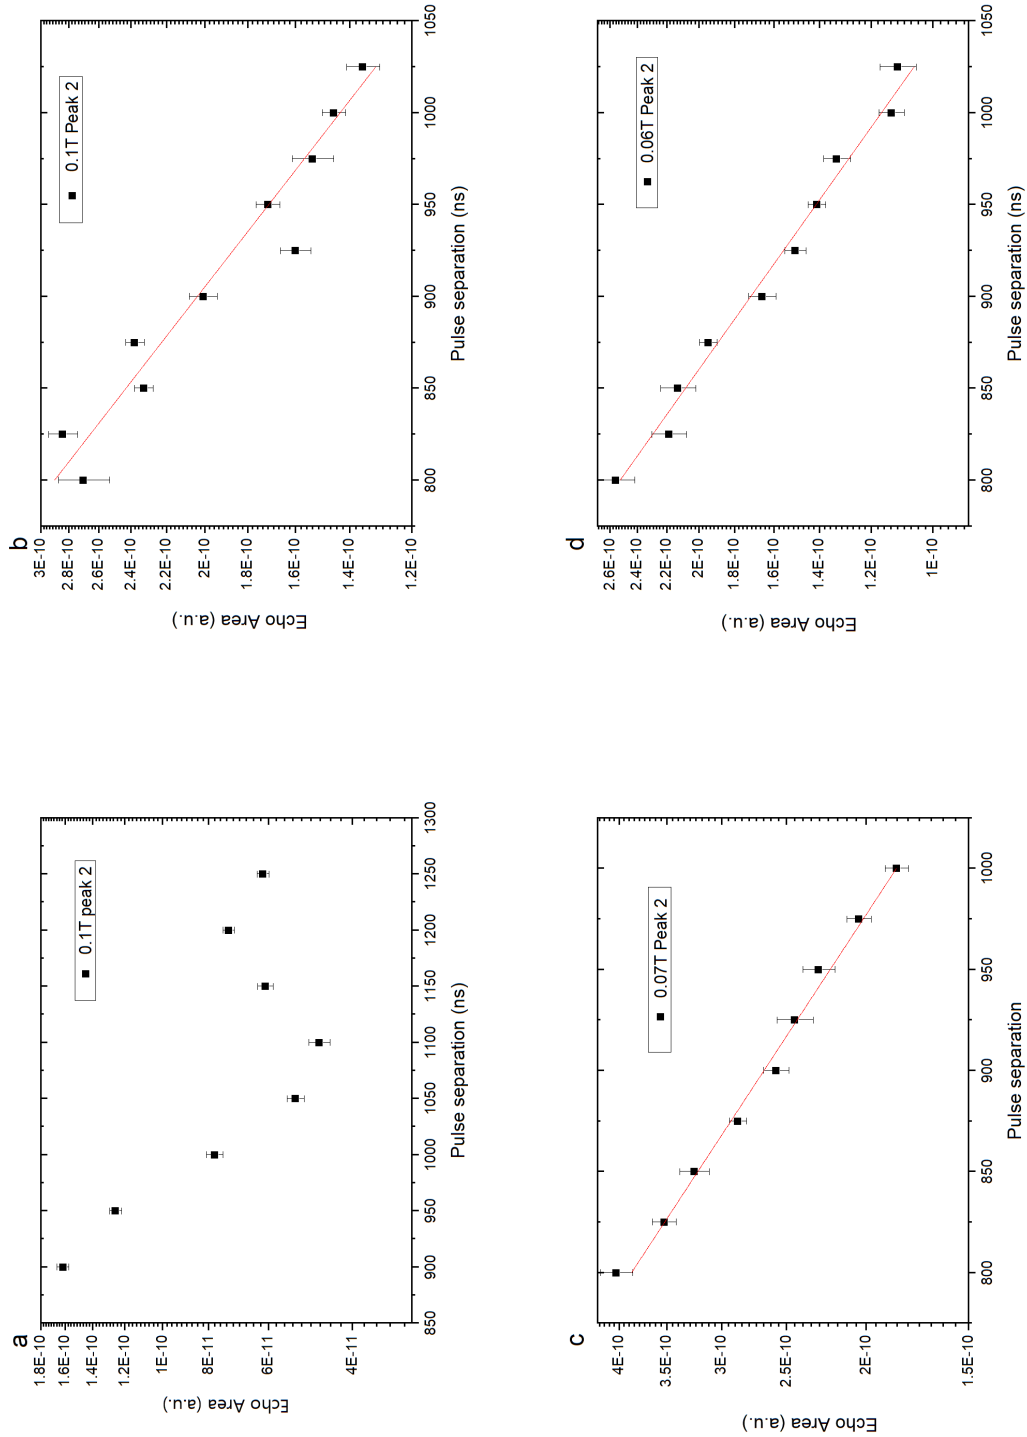 a
1.8E-10
1.6E-10
1.4E-10
1.2E-10
1E-10
8E-11
6E-11
4E-11
Echo Area (a.u.)
0.1T peak 2
850 900 950 1000 1050 1100 1150 1200 1250 1300
Pulse separation (ns)
b
3E-10
2.8E-10
2.6E-10
2.4E-10
2.2E-10
2E-10
1.8E-10
1.6E-10
1.4E-10
1.2E-10
Echo Area (a.u.)
0.1T Peak 2
800 850 900 950 1000 1050
Pulse separation (ns)
c
4E-10
3.5E-10
3E-10
2.5E-10
2E-10
1.5E-10
Echo Area (a.u.)
0.07T Peak 2
800 850 900 950 1000
Pulse separation
d
2.6E-10
2.4E-10
2.2E-10
2E-10
1.8E-10
1.6E-10
1.4E-10
1.2E-10
1E-10
Echo Area (a.u.)
0.06T Peak 2
800 850 900 950 1000 1050
Pulse separation (ns)